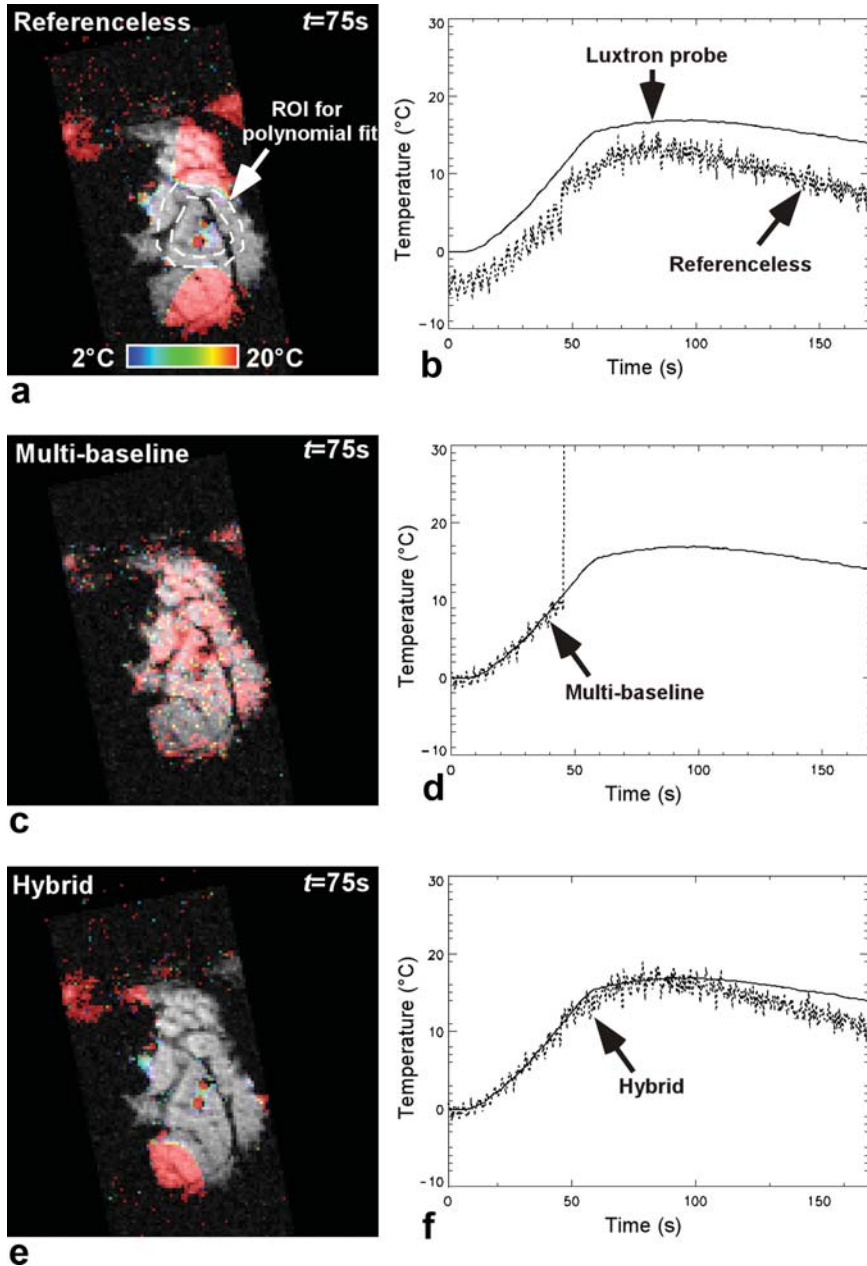 Referenceless
t=75s
ROI for
polynomial fit
2°C
20°C
a
Temperature (°C)
30
20
10
0
-10
0
50
100
150
Time (s)
Luxtron probe
Referenceless
b
Multi-baseline
t=75s
c
Temperature (°C)
30
20
10
0
-10
0
50
100
150
Time (s)
Multi-baseline
d
Hybrid
t=75s
e
Temperature (°C)
30
20
10
0
-10
0
50
100
150
Time (s)
Hybrid
f